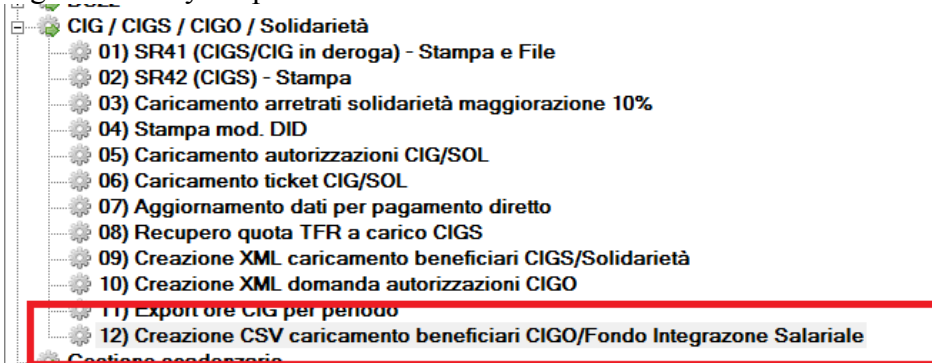 CIG / CIGS / CIGO / Solidarietà
01) SR41 (CIGS/CIG in deroga) - Stampa e File
02) SR42 (CIGS) - Stampa
03) Caricamento arretrati solidarietà maggiorazione 10%
04) Stampa mod. DID
05) Caricamento autorizzazioni CIG/SOL
06) Caricamento ticket CIG/SOL
07) Aggiornamento dati per pagamento diretto
08) Recupero quota TFR a carico CIGS
09) Creazione XML caricamento beneficiari CIGS/Solidarietà
10) Creazione XML domanda autorizzazioni CIGO
11) Export ore CIG per periodo
12) Creazione CSV caricamento beneficiari CIGO/Fondo Integrazone Salariale
Gestione scadenzario